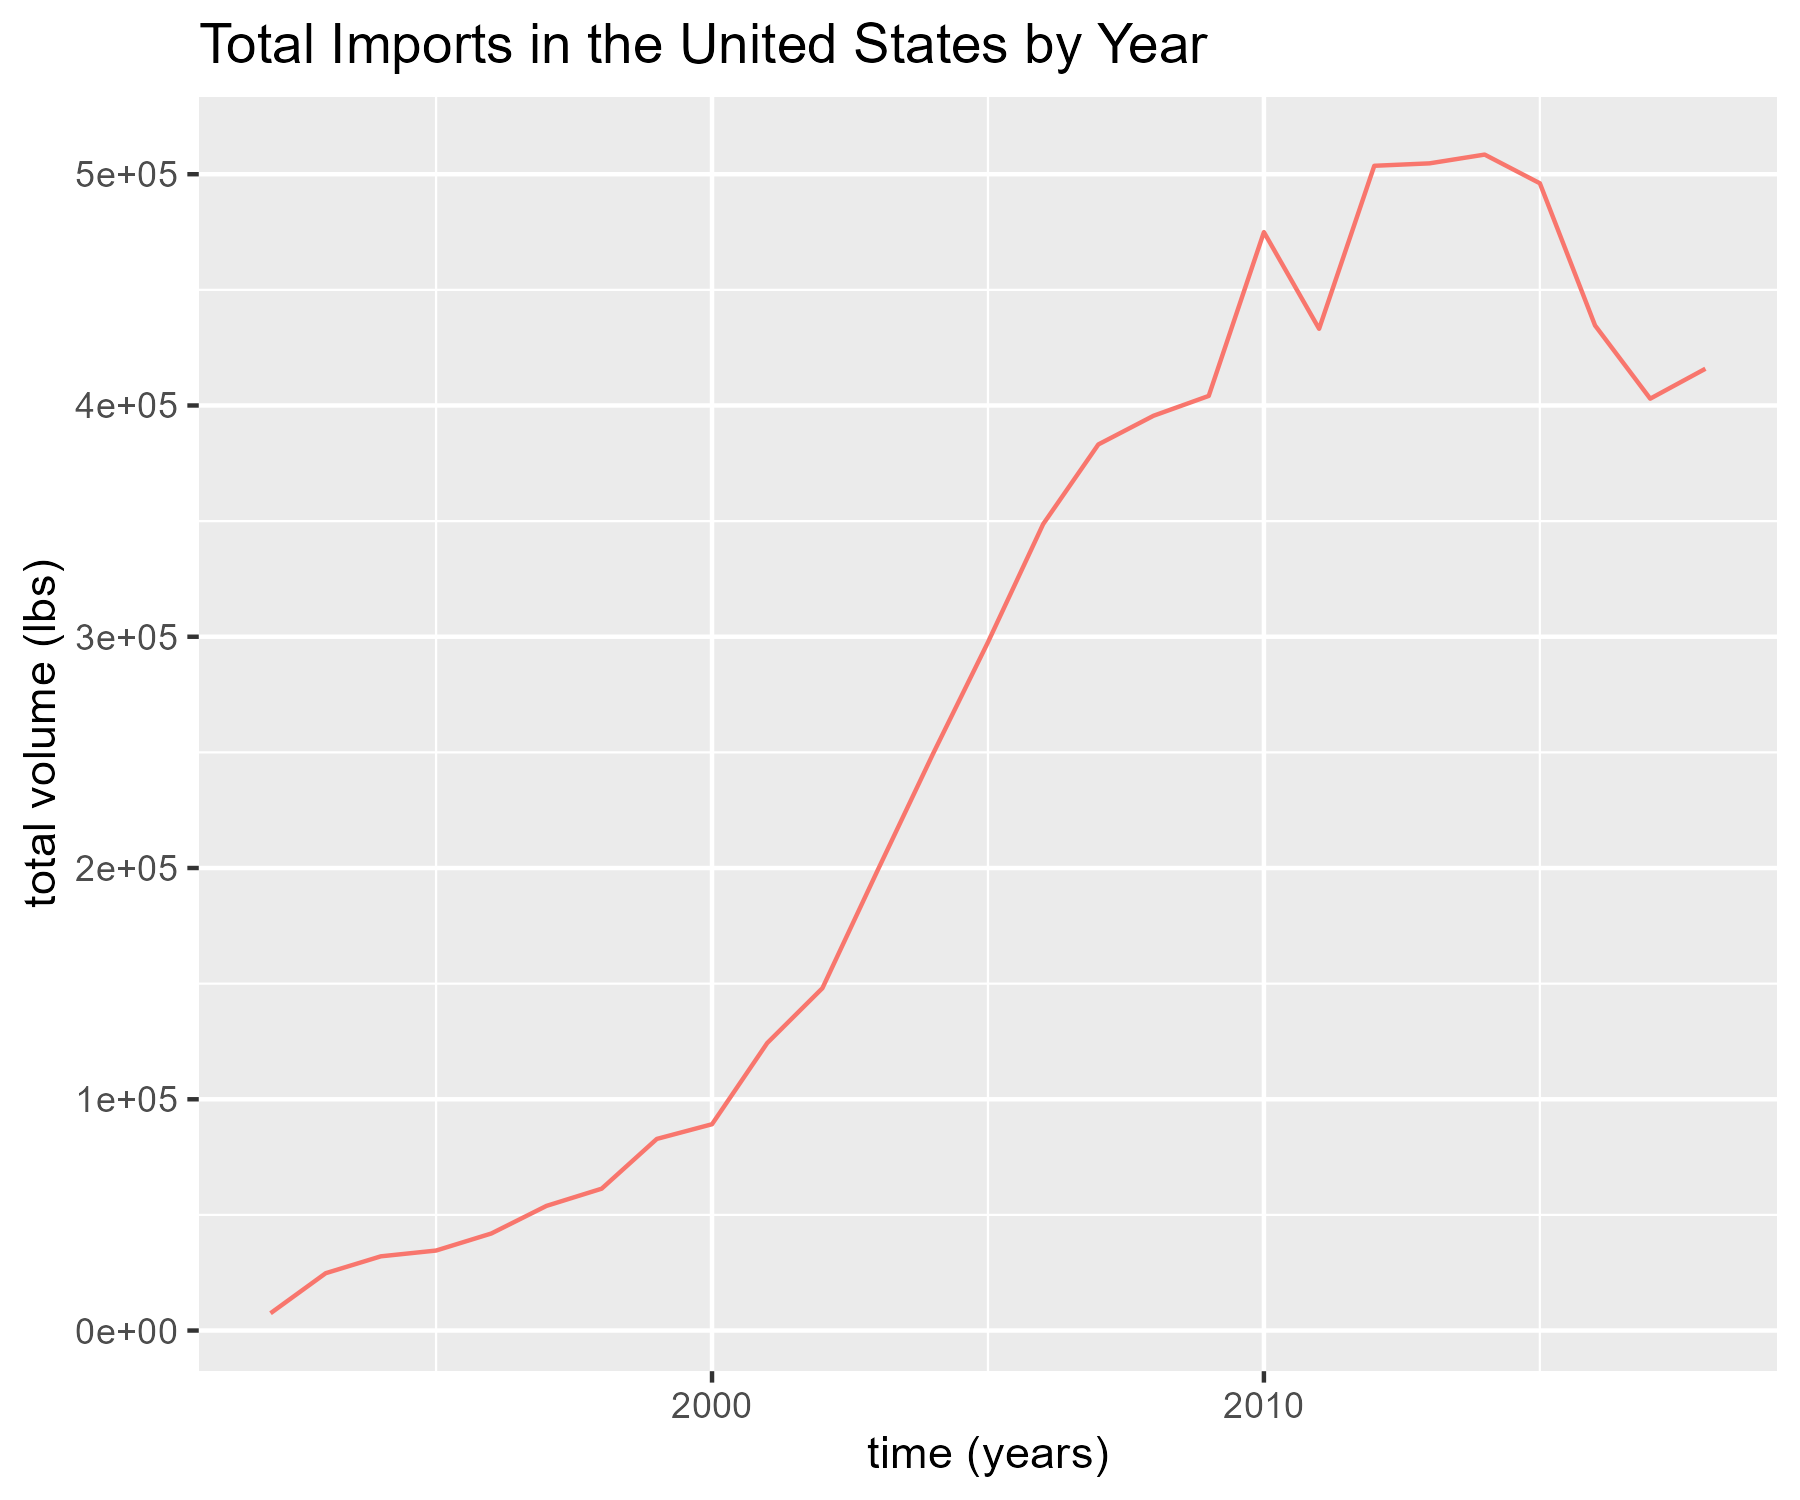 Total Imports in the United States by Year
total volume (lbs)
5e+05
4e+05
3e+05
2e+05
1e+05
0e+00
2000
2010
time (years)